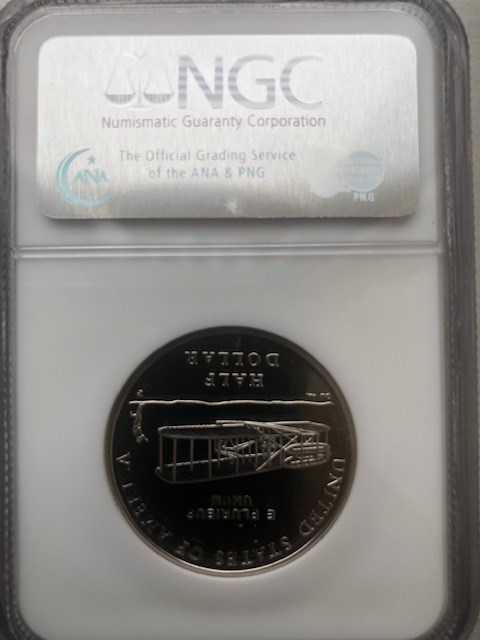 NGC
Numismatic Guaranty Corporation
The Official Grading Service
of the ANA & PNG
ANA
PNG
UNITED STATES OF AMERICA
E PLURIBUS
UNUM
HALF
DOLLAR